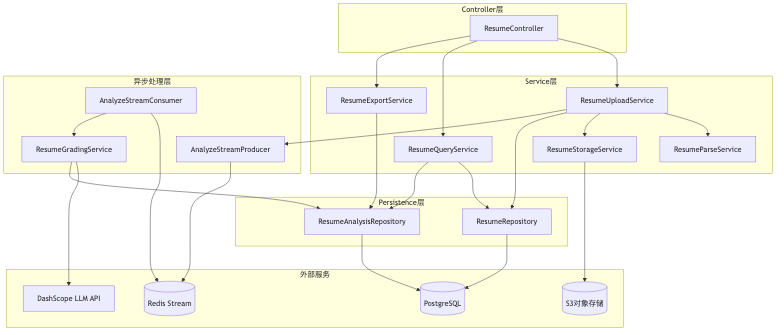 Controller层
ResumeController
异步处理层
Service层
AnalyzeStreamConsumer
ResumeExportService
ResumeUploadService
ResumeGradingService
AnalyzeStreamProducer
ResumeQueryService
ResumeStorageService
ResumeParseService
Persistence层
ResumeAnalysisRepository
ResumeRepository
外部服务
DashScope LLM API
Redis Stream
PostgreSQL
S3对象存储